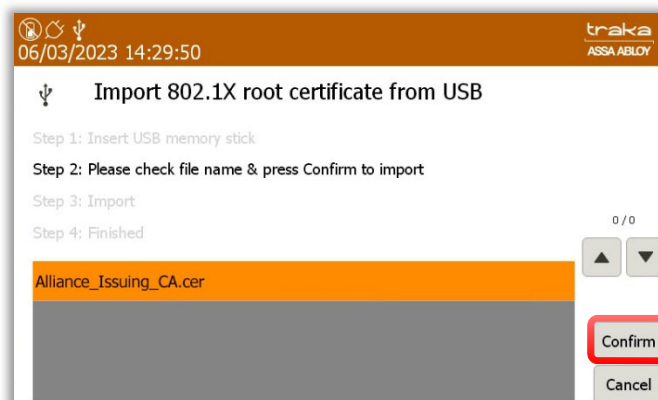 traka
06/03/2023 14:29:50
ASSA ABLOY
Import 802.1X root certificate from USB
Step 1: Insert USB memory stick
Step 2: Please check file name & press Confirm to import
Step 3: Import
Step 4: Finished
0/0
Alliance_Issuing_CA.cer
Confirm
Cancel